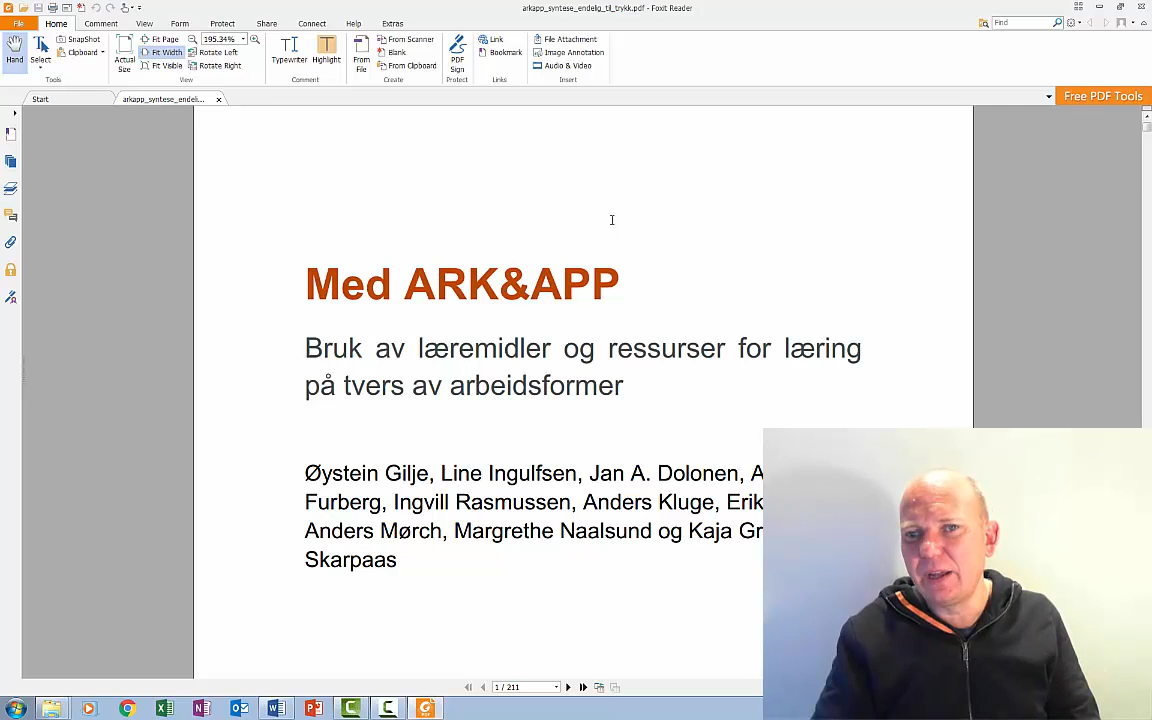 arkapp_syntese_endelig_til_trykk.pdf - Foxit Reader
File Home Comment View Form Protect Share Connect Help Extras
Find
Hand
Select
SnapShot
Clipboard
Tools
Actual Size
Fit Page
Fit Width
Fit Visible
195.34%
Rotate Left
Rotate Right
View
Typewriter
Highlight
Comment
From File
From Scanner
Blank
From Clipboard
Create
PDF Sign
Protect
Link
Bookmark
Links
File Attachment
Image Annotation
Audio & Video
Insert
Start
arkapp_syntese_endeli...
Free PDF Tools
Med ARK&APP
Bruk av læremidler og ressurser for læring
på tvers av arbeidsformer
Øystein Gilje, Line Ingulfsen, Jan A. Dolonen, A
Furberg, Ingvill Rasmussen, Anders Kluge, Erik
Anders Mørch, Margrethe Naalsund og Kaja Gr
Skarpaas
1 / 211